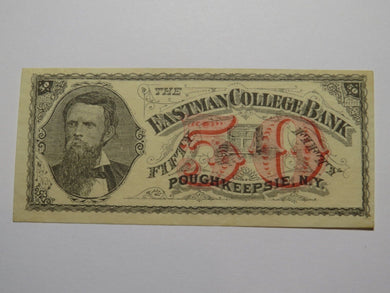 THE
EASTMAN COLLEGE BANK
FIFTY 50 FIFTY
POUGHKEEPSIE, N.Y.